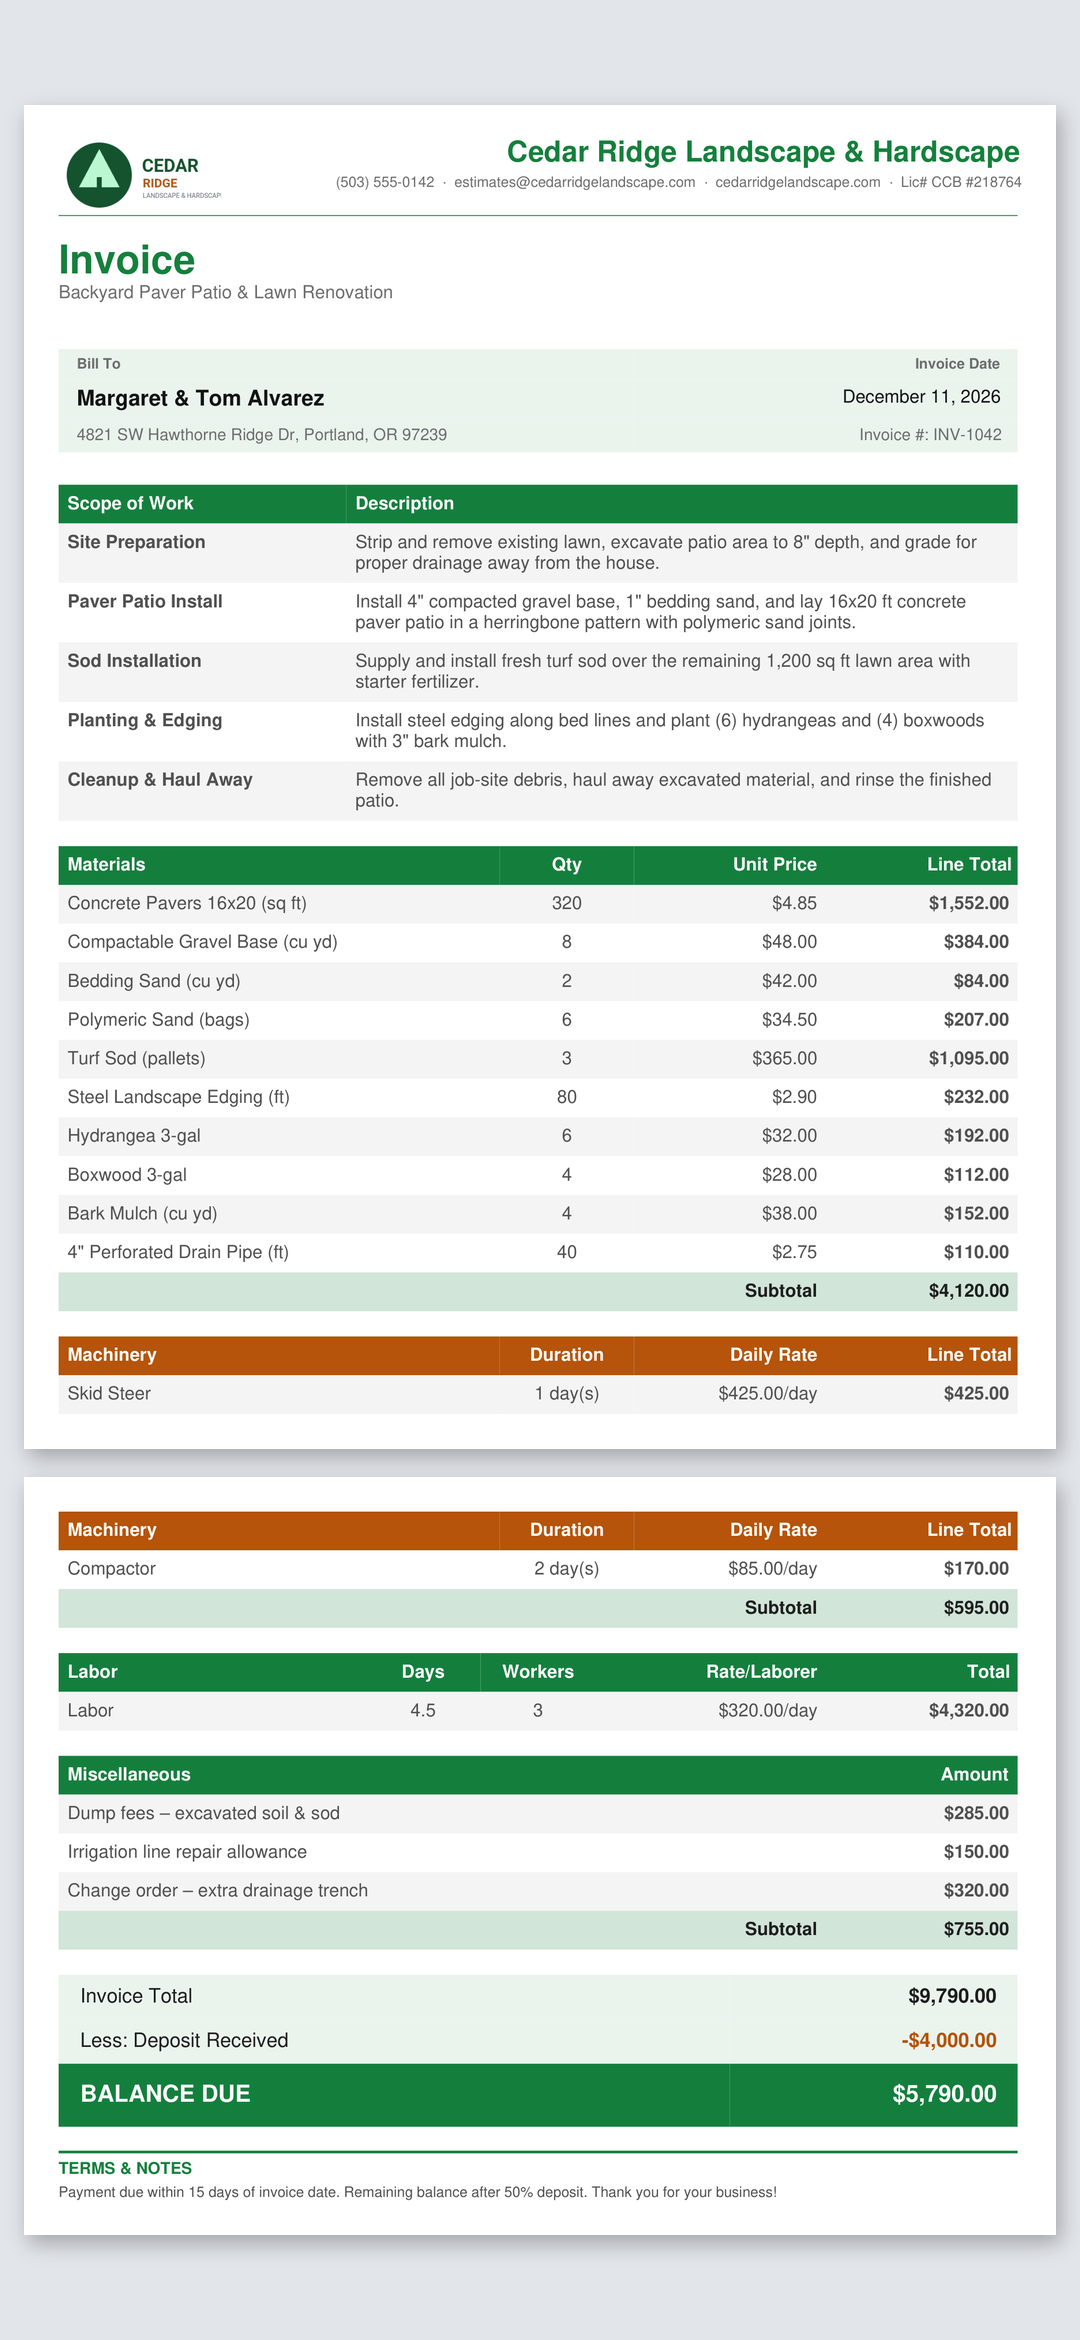 CEDAR
RIDGE
LANDSCAPE & HARDSCAP
Cedar Ridge Landscape & Hardscape
(503) 555-0142 · estimates@cedarridgelandscape.com · cedarridgelandscape.com · Lic# CCB #218764
Invoice
Backyard Paver Patio & Lawn Renovation
Bill To Invoice Date
Margaret & Tom Alvarez December 11, 2026
4821 SW Hawthorne Ridge Dr, Portland, OR 97239 Invoice #: INV-1042
Scope of Work Description
Site Preparation Strip and remove existing lawn, excavate patio area to 8" depth, and grade for
proper drainage away from the house.
Paver Patio Install Install 4" compacted gravel base, 1" bedding sand, and lay 16x20 ft concrete
paver patio in a herringbone pattern with polymeric sand joints.
Sod Installation Supply and install fresh turf sod over the remaining 1,200 sq ft lawn area with
starter fertilizer.
Planting & Edging Install steel edging along bed lines and plant (6) hydrangeas and (4) boxwoods
with 3" bark mulch.
Cleanup & Haul Away Remove all job-site debris, haul away excavated material, and rinse the finished
patio.
Materials Qty Unit Price Line Total
Concrete Pavers 16x20 (sq ft) 320 $4.85 $1,552.00
Compactable Gravel Base (cu yd) 8 $48.00 $384.00
Bedding Sand (cu yd) 2 $42.00 $84.00
Polymeric Sand (bags) 6 $34.50 $207.00
Turf Sod (pallets) 3 $365.00 $1,095.00
Steel Landscape Edging (ft) 80 $2.90 $232.00
Hydrangea 3-gal 6 $32.00 $192.00
Boxwood 3-gal 4 $28.00 $112.00
Bark Mulch (cu yd) 4 $38.00 $152.00
4" Perforated Drain Pipe (ft) 40 $2.75 $110.00
Subtotal $4,120.00
Machinery Duration Daily Rate Line Total
Skid Steer 1 day(s) $425.00/day $425.00
Machinery Duration Daily Rate Line Total
Compactor 2 day(s) $85.00/day $170.00
Subtotal $595.00
Labor Days Workers Rate/Laborer Total
Labor 4.5 3 $320.00/day $4,320.00
Miscellaneous Amount
Dump fees – excavated soil & sod $285.00
Irrigation line repair allowance $150.00
Change order – extra drainage trench $320.00
Subtotal $755.00
Invoice Total $9,790.00
Less: Deposit Received -$4,000.00
BALANCE DUE $5,790.00
TERMS & NOTES
Payment due within 15 days of invoice date. Remaining balance after 50% deposit. Thank you for your business!